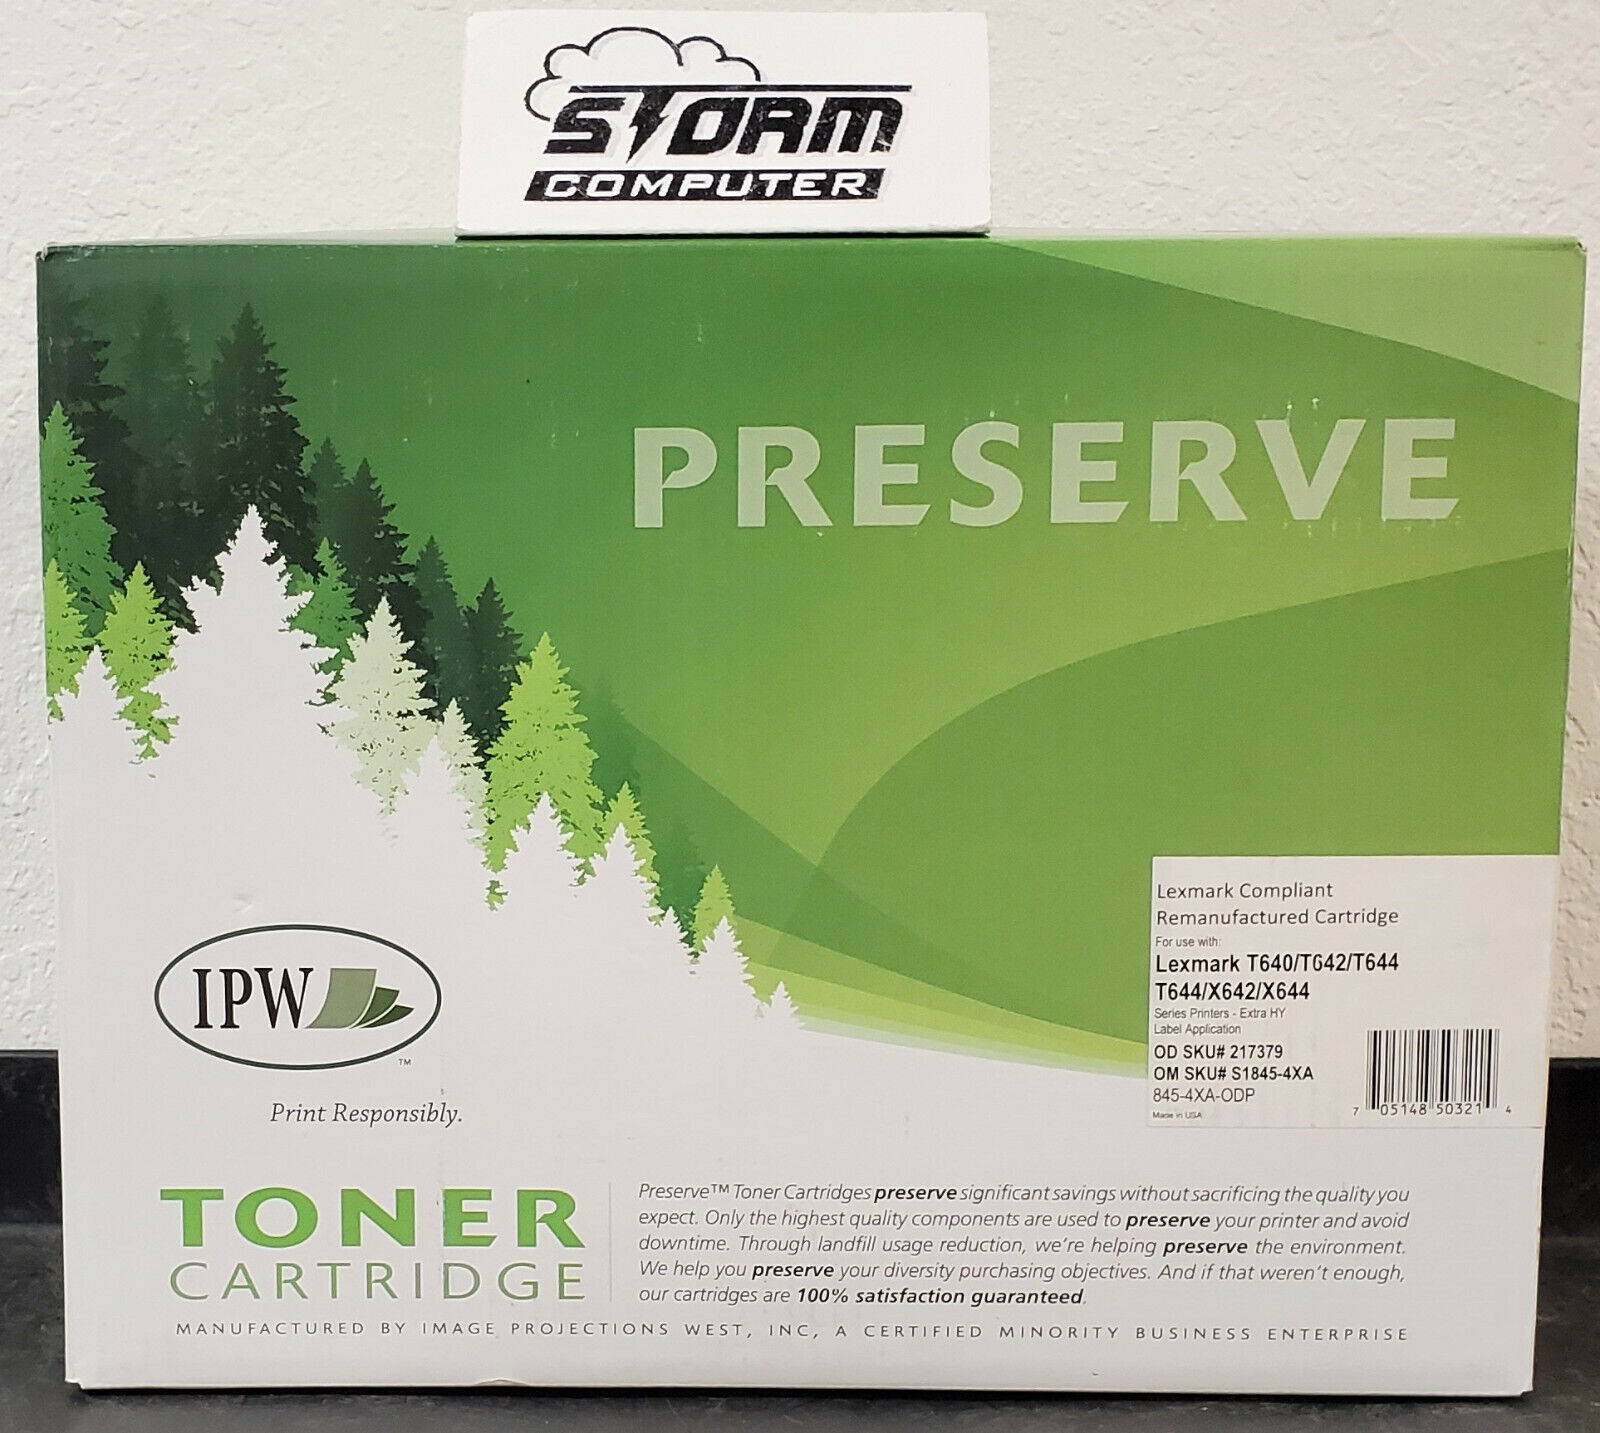 STORM
COMPUTER
PRESERVE
Lexmark Compliant
Remanufactured Cartridge
For use with:
Lexmark T640/T642/T644
T644/X642/X644
Series Printers - Extra HY
Label Application
OD SKU# 217379
OM SKU# S1845-4XA
845-4XA-ODP
Made in USA
7 05148 50321 4
IPW
™
Print Responsibly.
TONER
CARTRIDGE
Preserve™ Toner Cartridges preserve significant savings without sacrificing the quality you
expect. Only the highest quality components are used to preserve your printer and avoid
downtime. Through landfill usage reduction, we're helping preserve the environment.
We help you preserve your diversity purchasing objectives. And if that weren't enough,
our cartridges are 100% satisfaction guaranteed.
MANUFACTURED BY IMAGE PROJECTIONS WEST, INC, A CERTIFIED MINORITY BUSINESS ENTERPRISE